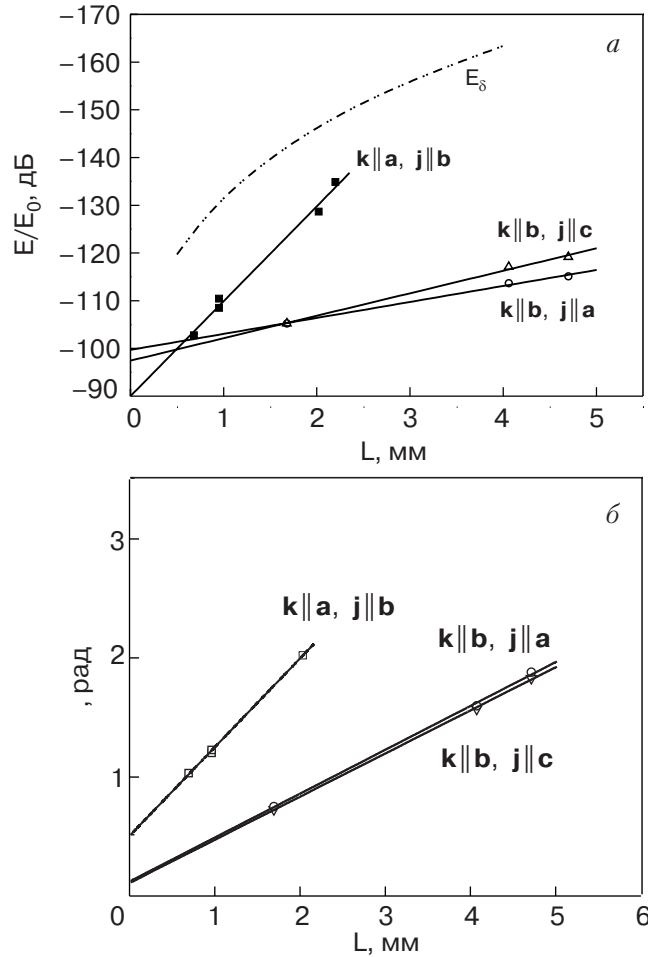 –170
a
–160
E_δ
–150
k||a, j||b
–140
E/E₀, дБ
–130
k||b, j||c
–120
–110
k||b, j||a
–100
–90
0 1 2 3 4 5
L, мм
б
3
k||a, j||b
k||b, j||a
2
, рад
k||b, j||c
1
0 1 2 3 4 5 6
L, мм